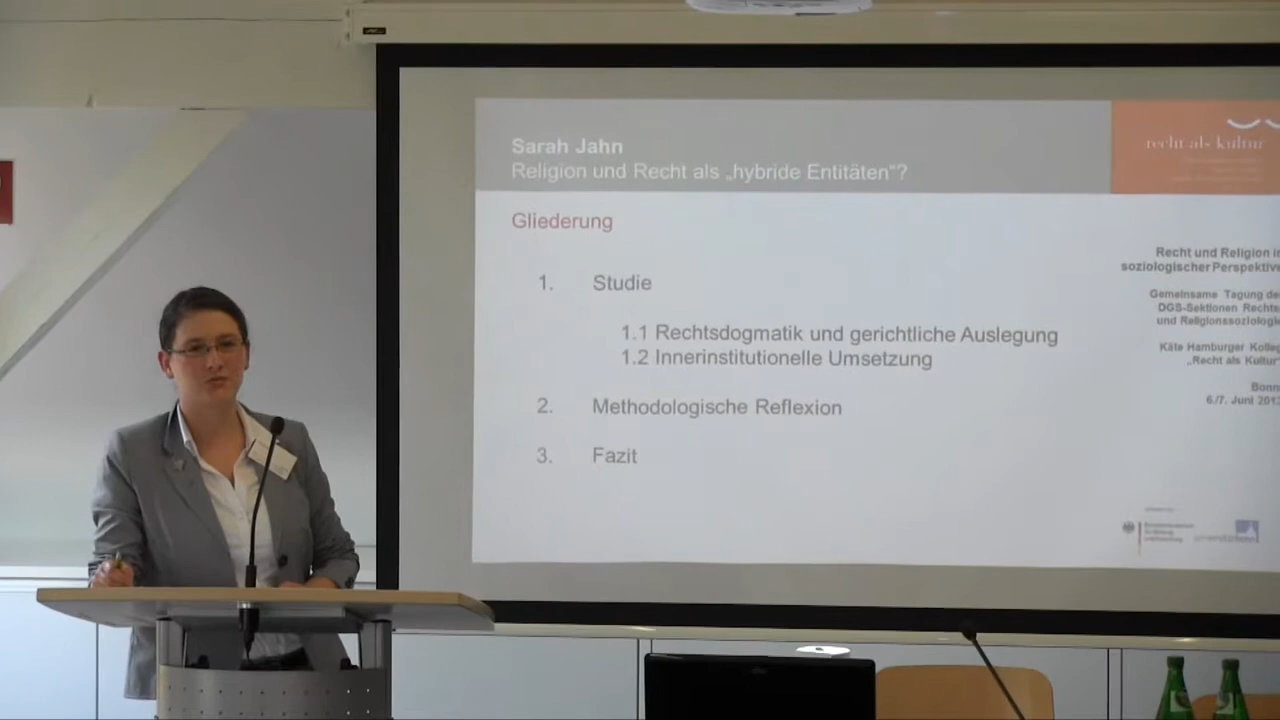 Sarah Jahn
Religion und Recht als „hybride Entitäten“?
recht als kultur
Gliederung
1. Studie
1.1 Rechtsdogmatik und gerichtliche Auslegung
1.2 Innerinstitutionelle Umsetzung
2. Methodologische Reflexion
3. Fazit
Recht und Religion in
soziologischer Perspektive
Gemeinsame Tagung der
DGS-Sektionen Rechts-
und Religionssoziologie
Käte Hamburger Kolleg
„Recht als Kultur“
Bonn
6./7. Juni 2013